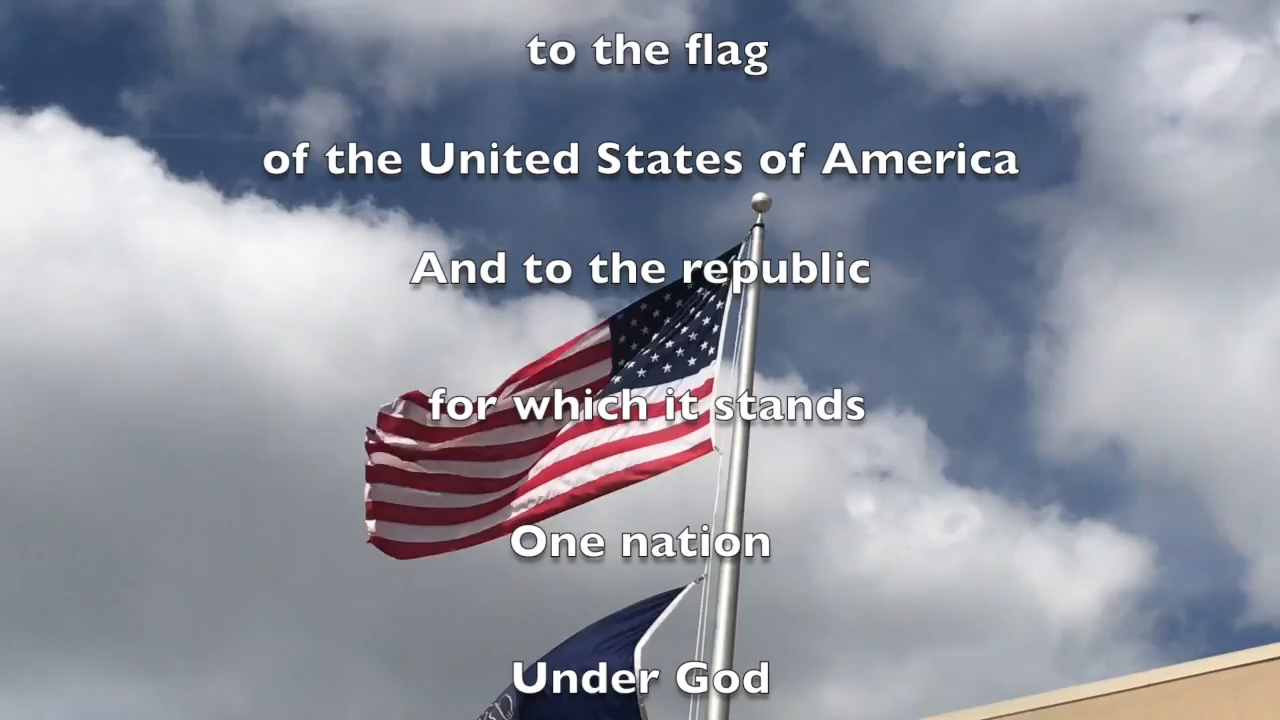 to the flag
of the United States of America
And to the republic
for which it stands
One nation
Under God